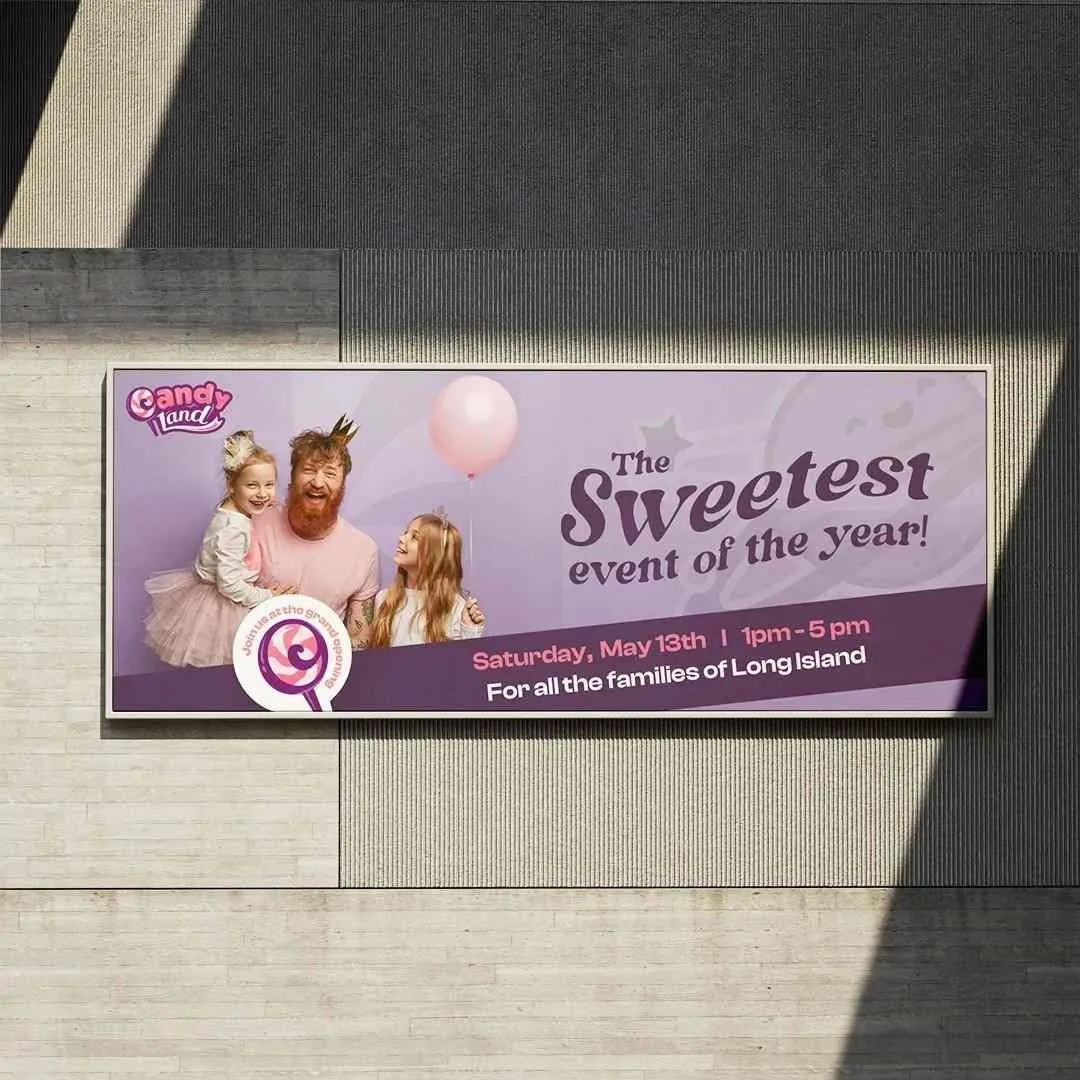 Candy
Land
The
Sweetest
event of the year!
Join us at the grand opening
Saturday, May 13th | 1pm - 5 pm
For all the families of Long Island